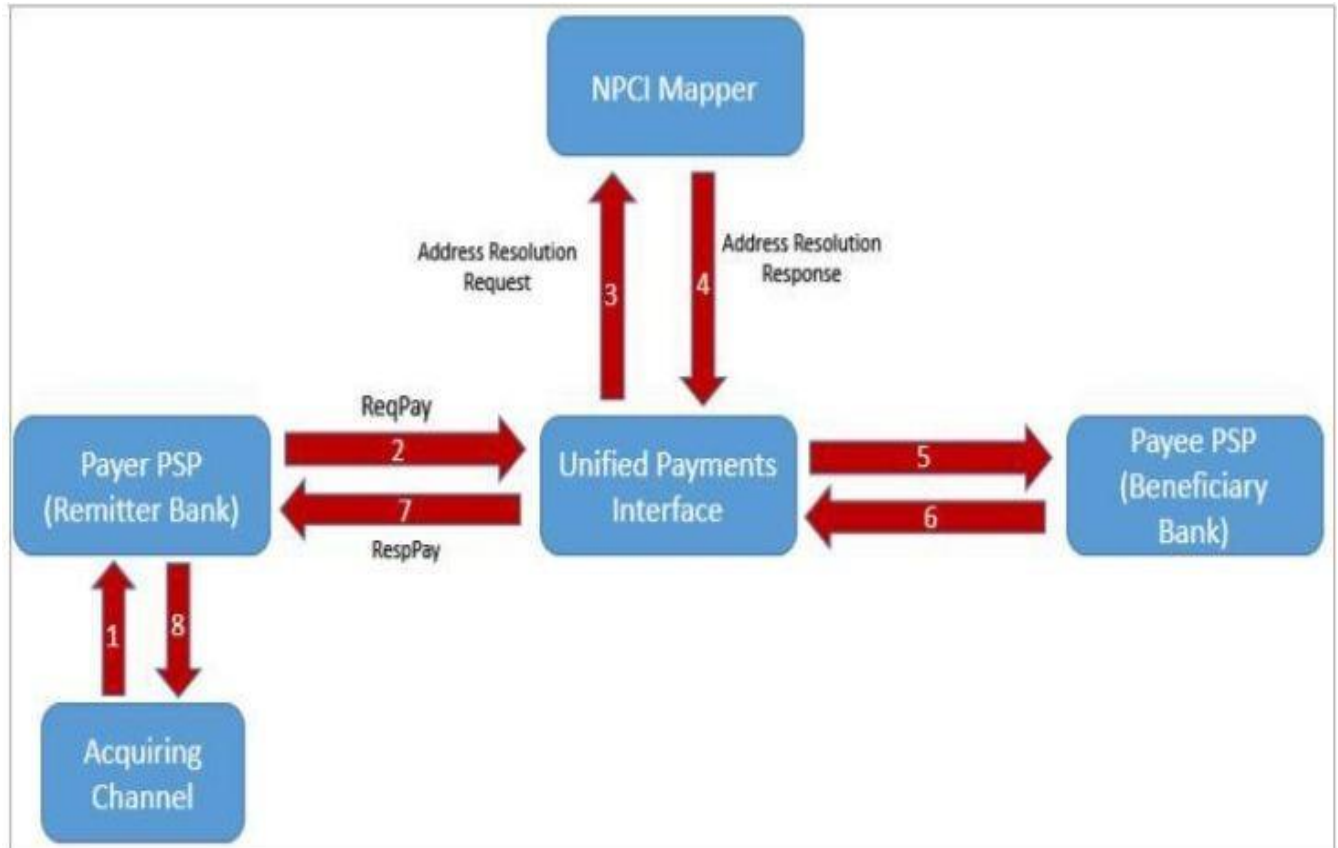 NPCI Mapper
Address Resolution
Request
3
4
Address Resolution
Response
ReqPay
2
7
RespPay
Payer PSP
(Remitter Bank)
Unified Payments
Interface
5
6
Payee PSP
(Beneficiary
Bank)
1
8
Acquiring
Channel